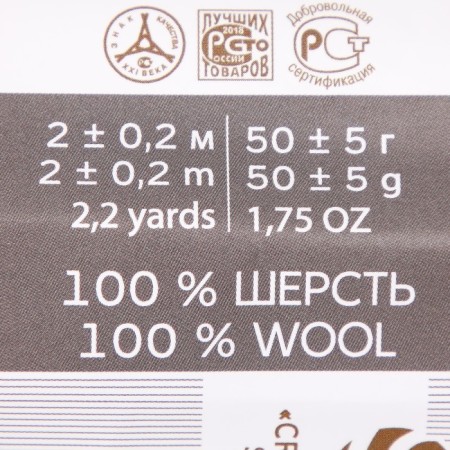 ЗНАК КАЧЕСТВА
XXI ВЕКА
100 ЛУЧШИХ
2018
РОССИИ
ТОВАРОВ
Добровольная
РСТ
сертификация
2 ± 0,2 м
50 ± 5 г
2 ± 0,2 m
50 ± 5 g
2,2 yards
1,75 OZ
100 % ШЕРСТЬ
100 % WOOL